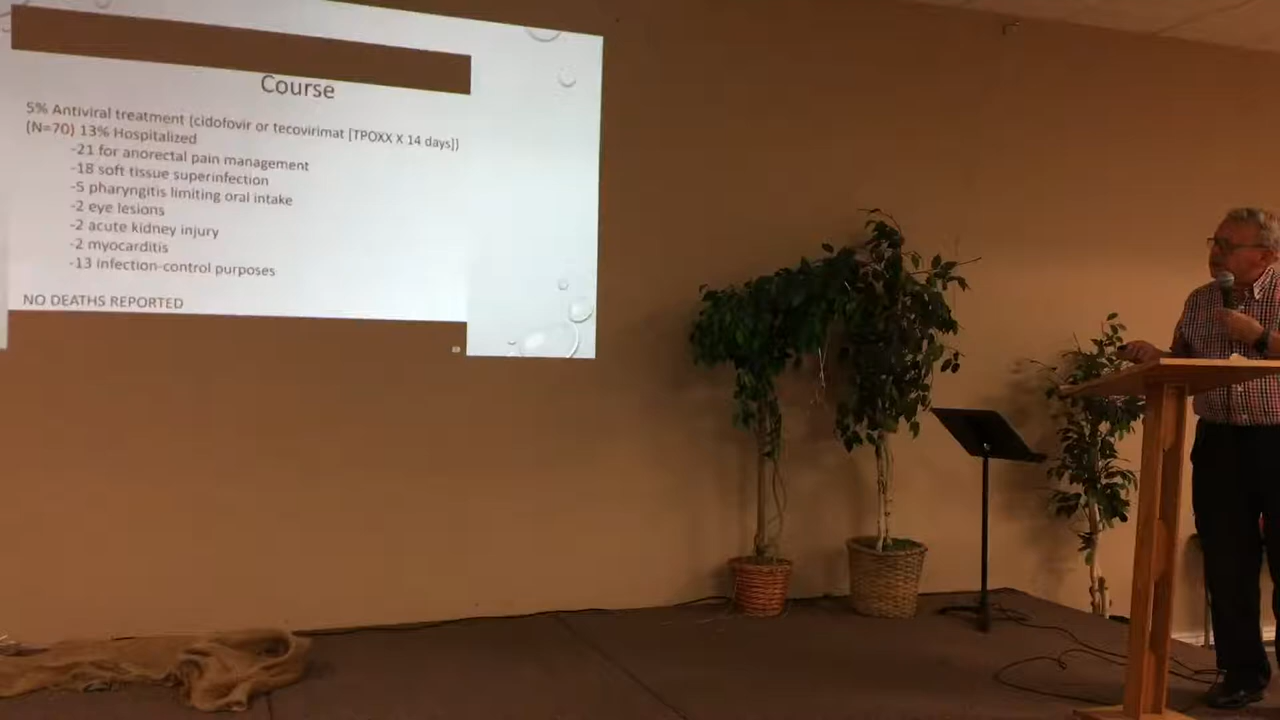 Course
5% Antiviral treatment (cidofovir or tecovirimat [TPOXX X 14 days])
(N=70) 13% Hospitalized
-21 for anorectal pain management
-18 soft tissue superinfection
-5 pharyngitis limiting oral intake
-2 eye lesions
-2 acute kidney injury
-2 myocarditis
-13 infection-control purposes
NO DEATHS REPORTED